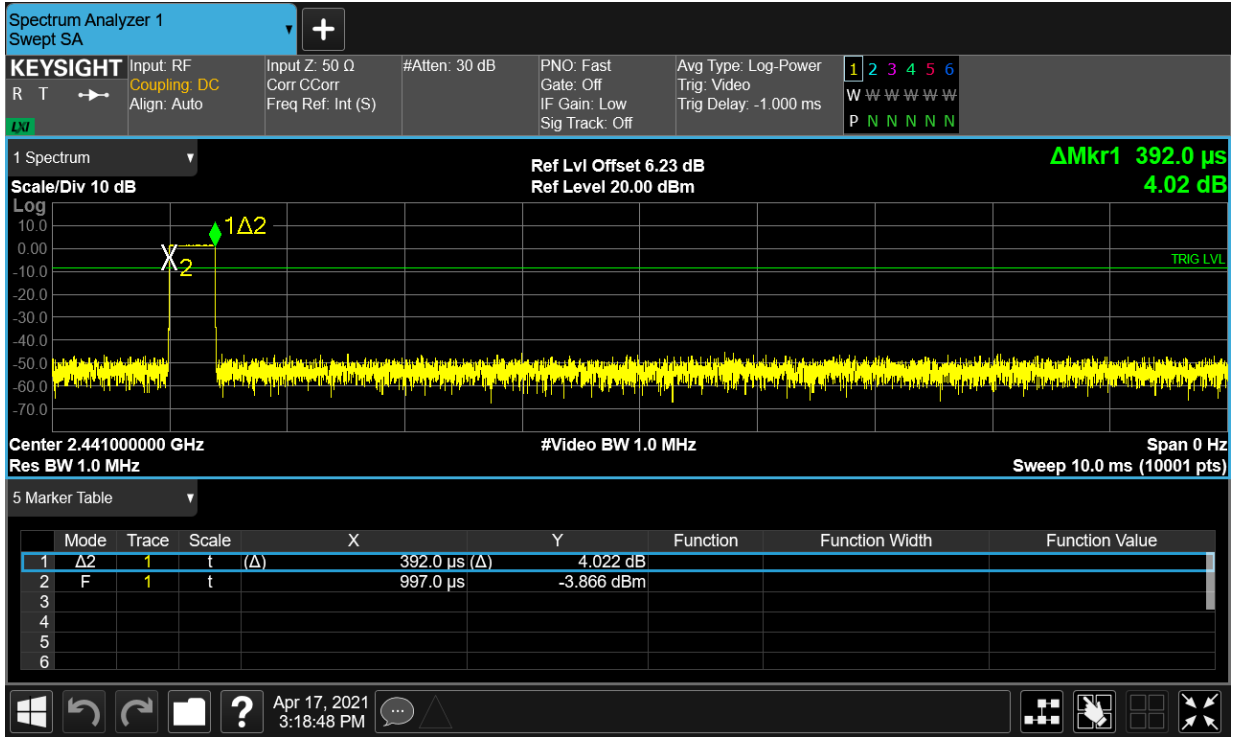 Spectrum Analyzer 1
Swept SA
KEYSIGHT Input: RF Input Z: 50 Ω #Atten: 30 dB PNO: Fast Avg Type: Log-Power 1 2 3 4 5 6
R T Coupling: DC Corr CCorr Gate: Off Trig: Video W W W W W W
Align: Auto Freq Ref: Int (S) IF Gain: Low Trig Delay: -1.000 ms
LXI Sig Track: Off P N N N N N
1 Spectrum
Ref Lvl Offset 6.23 dB ΔMkr1 392.0 µs
Scale/Div 10 dB Ref Level 20.00 dBm 4.02 dB
Log
10.0 1Δ2
0.00
2
TRIG LVL
-10.0
-20.0
-30.0
-40.0
-50.0
-60.0
-70.0
Center 2.441000000 GHz #Video BW 1.0 MHz Span 0 Hz
Res BW 1.0 MHz Sweep 10.0 ms (10001 pts)
5 Marker Table
Mode Trace Scale X Y Function Function Width Function Value
1 Δ2 1 t (Δ) 392.0 µs (Δ) 4.022 dB
2 F 1 t 997.0 µs -3.866 dBm
3
4
5
6
? Apr 17, 2021
3:18:48 PM